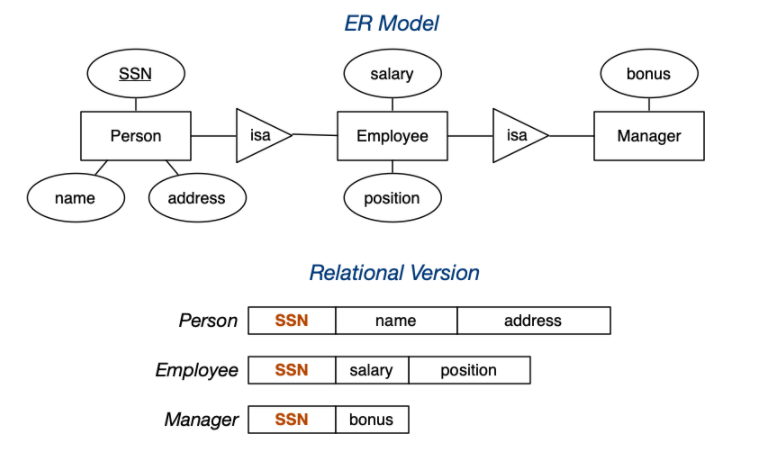 ER Model
SSN
salary
bonus
Person
isa
Employee
isa
Manager
name
address
position
Relational Version
Person SSN name address
Employee SSN salary position
Manager SSN bonus